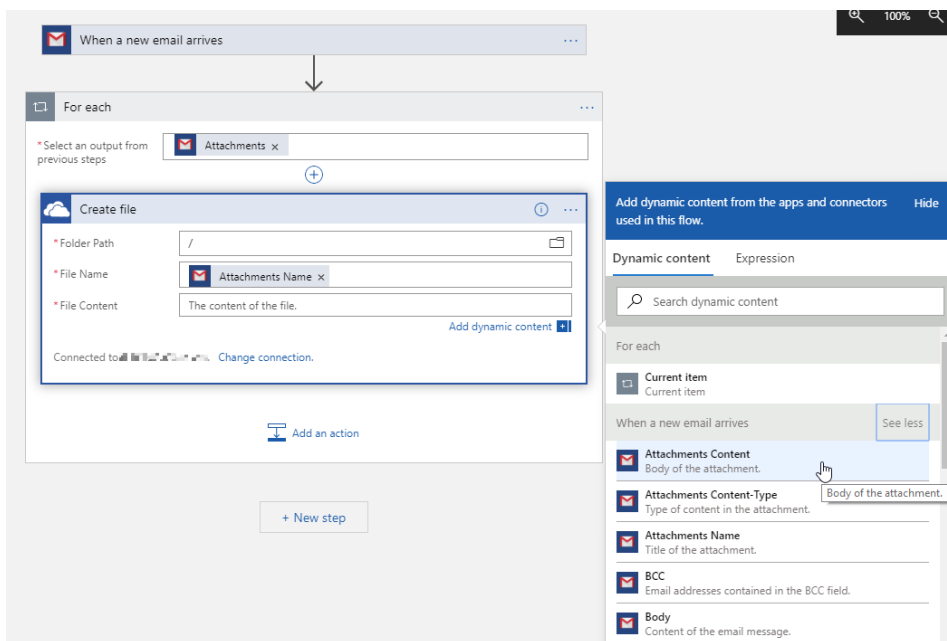 100%
When a new email arrives
...
For each
...
*Select an output from
previous steps
Attachments ×
Create file
...
*Folder Path
/
*File Name
Attachments Name ×
*File Content
The content of the file.
Add dynamic content
Connected to
Change connection.
Add an action
+ New step
Add dynamic content from the apps and connectors
used in this flow.
Hide
Dynamic content
Expression
Search dynamic content
For each
Current item
Current item
When a new email arrives
See less
Attachments Content
Body of the attachment.
Body of the attachment.
Attachments Content-Type
Type of content in the attachment.
Attachments Name
Title of the attachment.
BCC
Email addresses contained in the BCC field.
Body
Content of the email message.